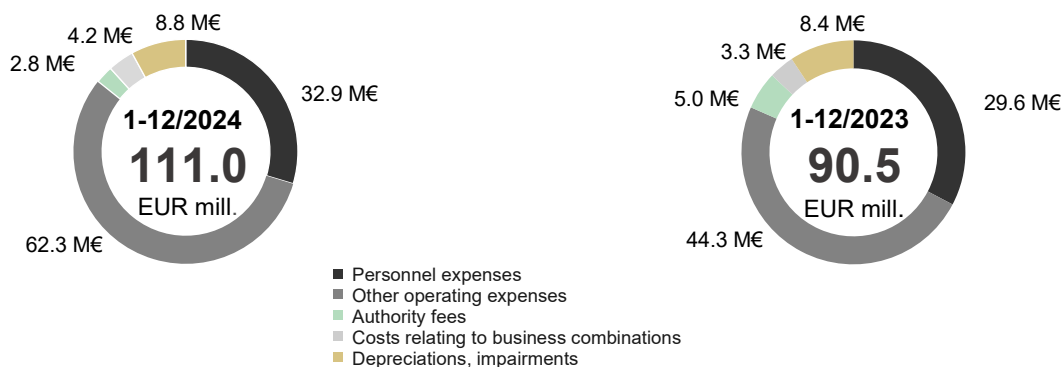 8.8 M€
4.2 M€
2.8 M€
32.9 M€
1-12/2024
111.0
EUR mill.
62.3 M€
8.4 M€
3.3 M€
5.0 M€
29.6 M€
1-12/2023
90.5
EUR mill.
44.3 M€
Personnel expenses
Other operating expenses
Authority fees
Costs relating to business combinations
Depreciations, impairments